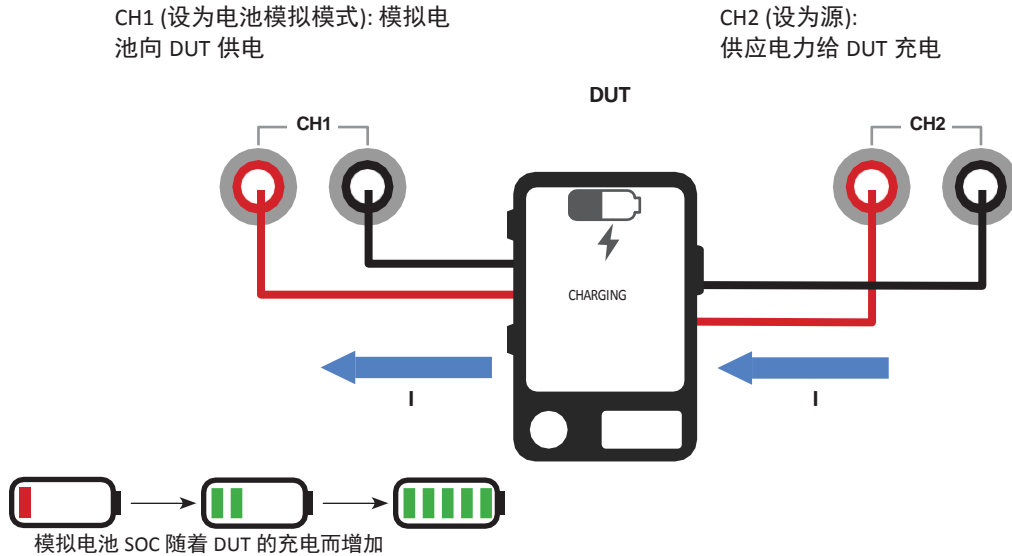 CH1 (设为电池模拟模式): 模拟电
池向 DUT 供电
CH2 (设为源):
供应电力给 DUT 充电
DUT
CH1
CH2
CHARGING
I
I
模拟电池 SOC 随着 DUT 的充电而增加